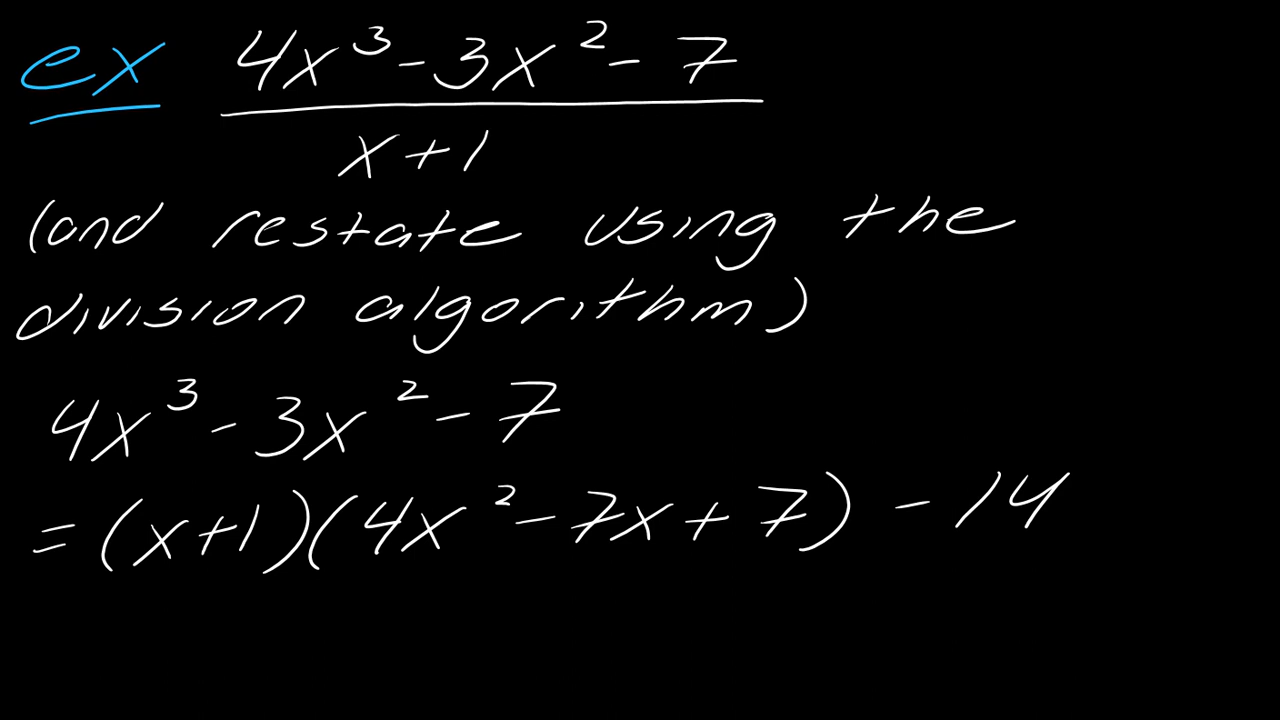 ex 4x³ - 3x² - 7
x + 1
(and restate using the
division algorithm)
4x³ - 3x² - 7
= (x+1)(4x² - 7x + 7) - 14